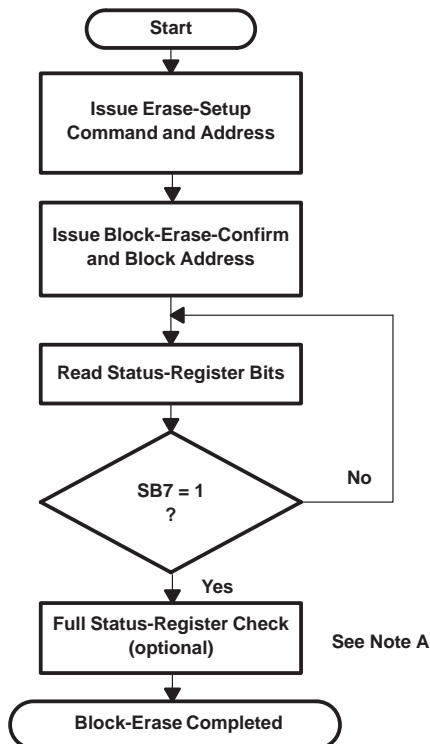 Start
Issue Erase-Setup
Command and Address
Issue Block-Erase-Confirm
and Block Address
Read Status-Register Bits
SB7 = 1
?
No
Yes
Full Status-Register Check
(optional)
See Note A
Block-Erase Completed